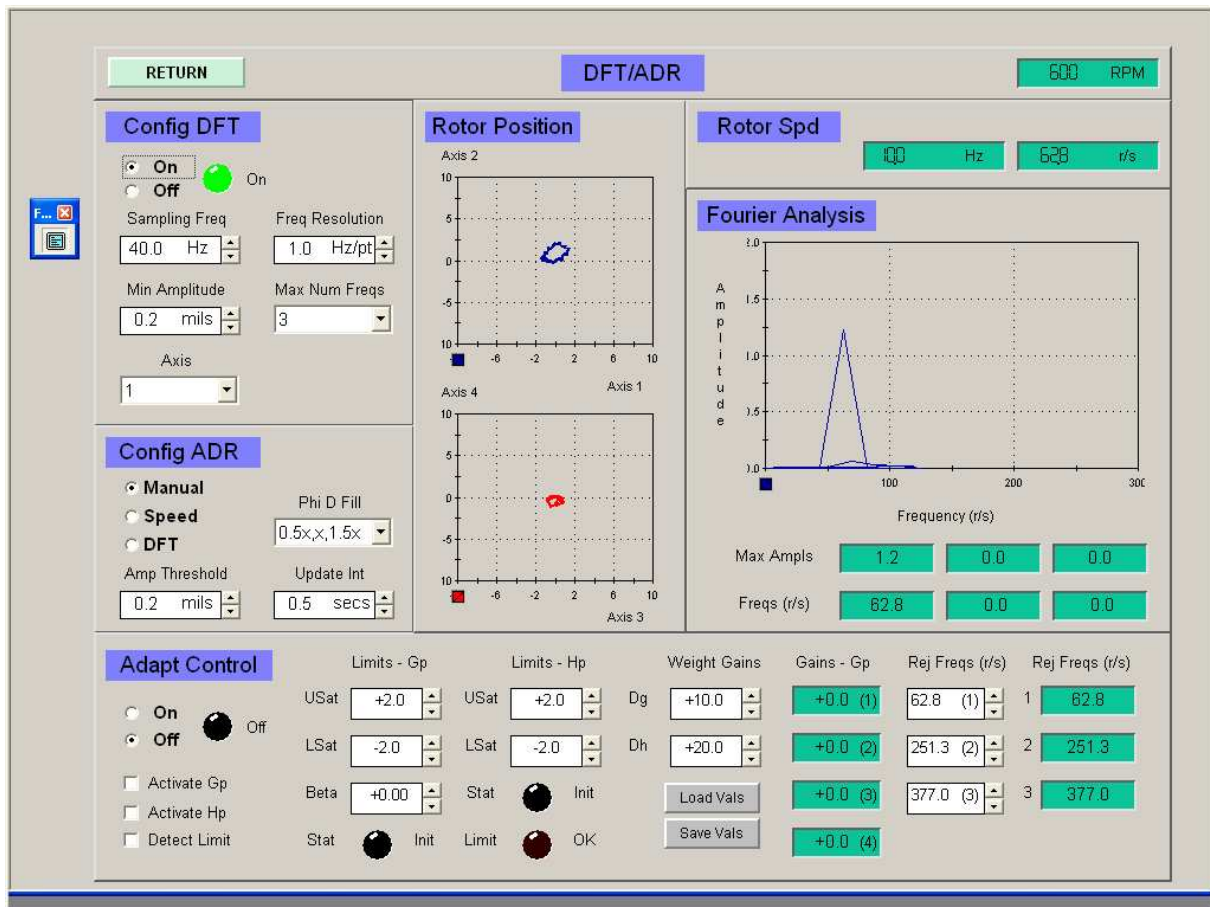 RETURN
DFT/ADR
600 RPM
F...
Config DFT
On
Off
On
Sampling Freq
Freq Resolution
40.0 Hz
1.0 Hz/pt
Min Amplitude
Max Num Freqs
0.2 mils
3
Axis
1
Config ADR
Manual
Speed
DFT
Phi D Fill
0.5x,x,1.5x
Amp Threshold
Update Int
0.2 mils
0.5 secs
Rotor Position
Axis 2
10
5
0
-5
10
-6 -2 2 6 10
Axis 1
Axis 4
10
5
0
-5
10
-6 -2 2 6 10
Axis 3
Rotor Spd
10.0 Hz
62.8 r/s
Fourier Analysis
Amplitude
2.0
1.5
1.0
0.5
0.0
100 200 300
Frequency (r/s)
Max Ampls 1.2 0.0 0.0
Freqs (r/s) 62.8 0.0 0.0
Adapt Control
On
Off
Off
Activate Gp
Activate Hp
Detect Limit
Limits - Gp
USat +2.0
LSat -2.0
Beta +0.00
Stat Init
Limits - Hp
USat +2.0
LSat -2.0
Stat Init
Limit OK
Weight Gains
Dg +10.0
Dh +20.0
Load Vals
Save Vals
Gains - Gp
+0.0 (1)
+0.0 (2)
+0.0 (3)
+0.0 (4)
Rej Freqs (r/s)
62.8 (1)
251.3 (2)
377.0 (3)
Rej Freqs (r/s)
1 62.8
2 251.3
3 377.0